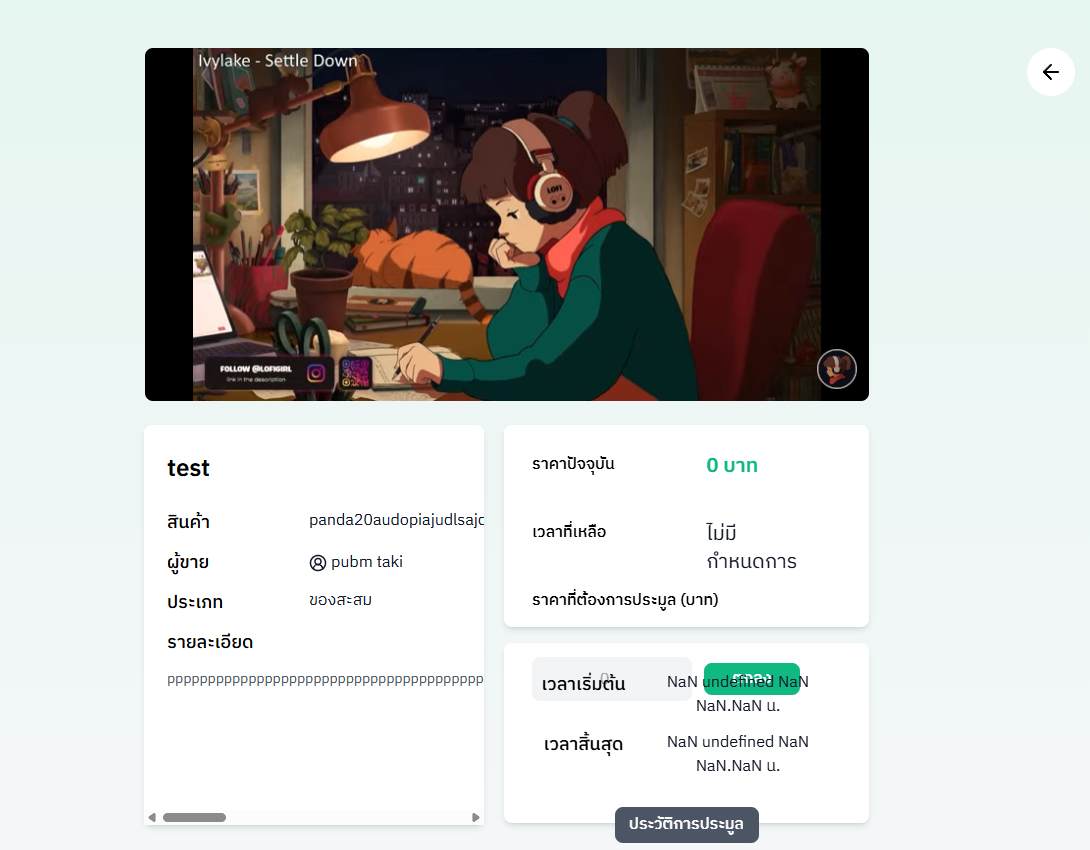 Ivylake - Settle Down
LOFI
FOLLOW @LOFIGIRL
link in the description
test
สินค้า
panda20audopiajudlsajd
ผู้ขาย
pubm taki
ประเภท
ของสะสม
รายละเอียด
pppppppppppppppppppppppppppppppppppppppp
ราคาปัจจุบัน
0 บาท
เวลาที่เหลือ
ไม่มี
กำหนดการ
ราคาที่ต้องการประมูล (บาท)
0
ตกลง
เวลาเริ่มต้น
NaN undefined NaN
NaN.NaN น.
เวลาสิ้นสุด
NaN undefined NaN
NaN.NaN น.
ประวัติการประมูล